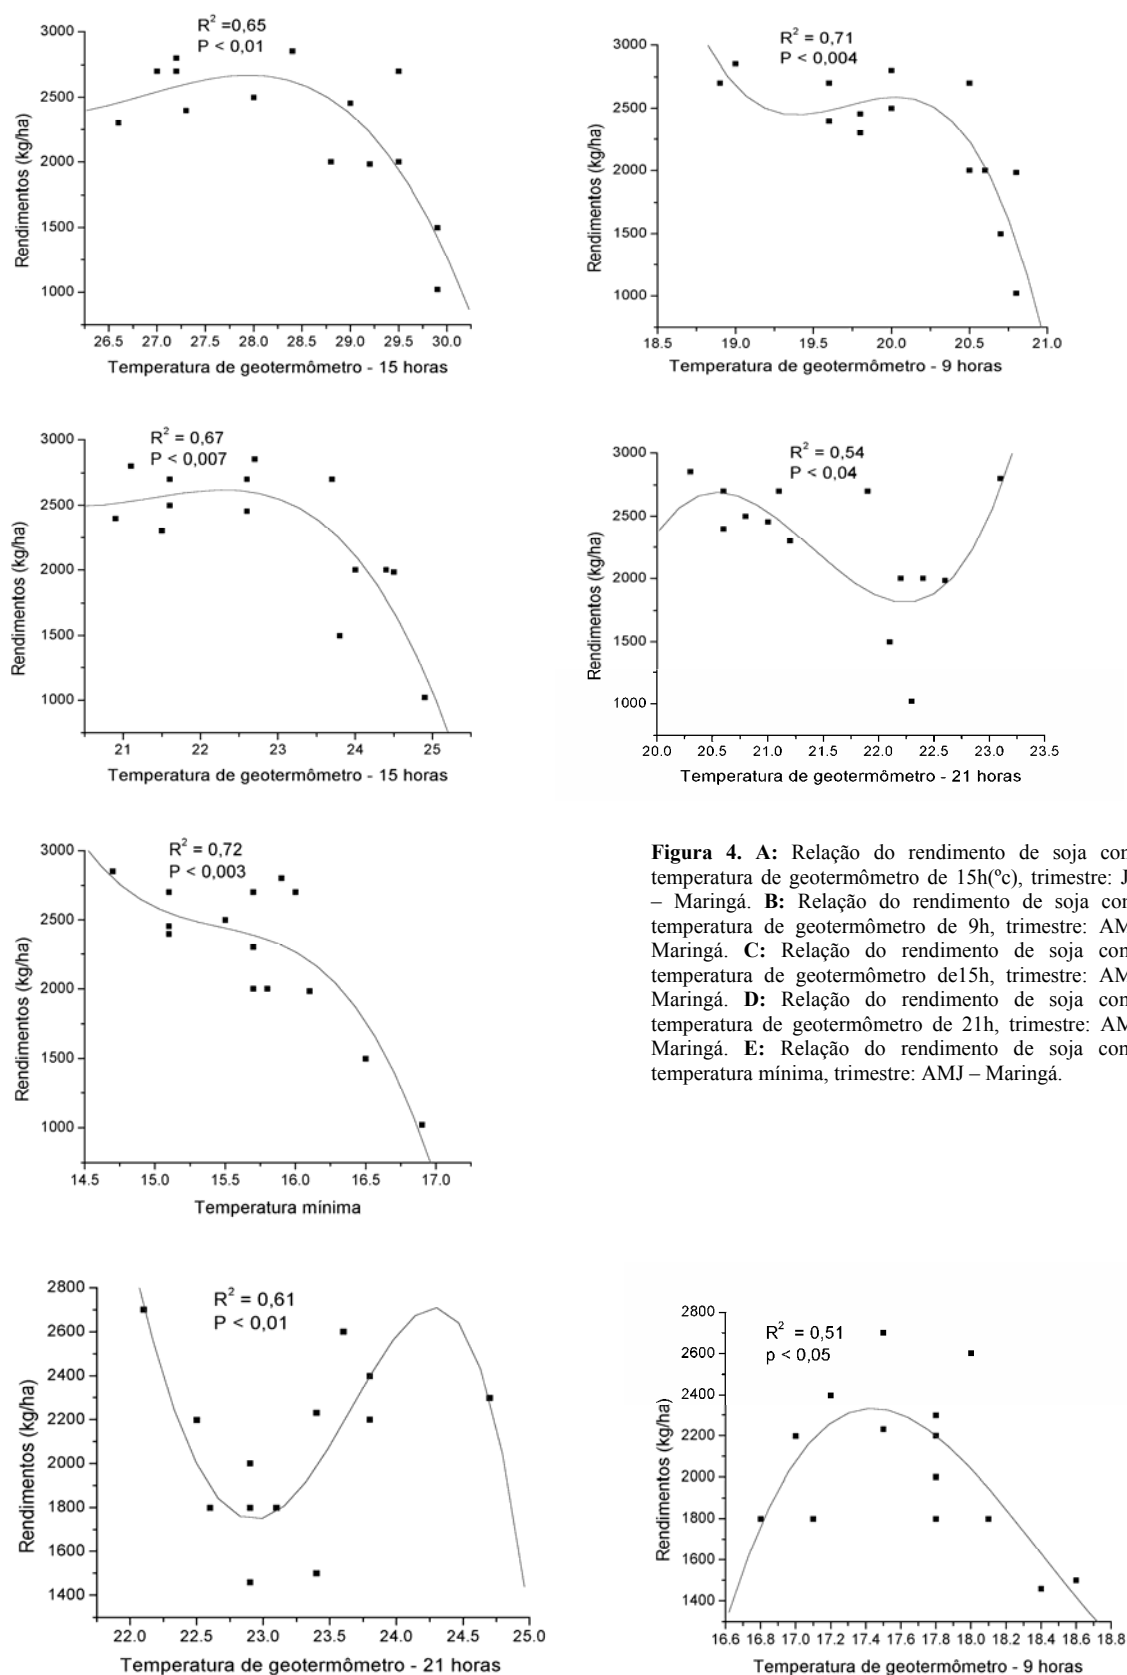 R² =0,65
P < 0,01
3000
2500
2000
1500
1000
Rendimentos (kg/ha)
26.5 27.0 27.5 28.0 28.5 29.0 29.5 30.0
Temperatura de geotermômetro - 15 horas
R² = 0,71
P < 0,004
3000
2500
2000
1500
1000
Rendimentos (kg/ha)
18.5 19.0 19.5 20.0 20.5 21.0
Temperatura de geotermômetro - 9 horas
R² = 0,67
P < 0,007
3000
2500
2000
1500
1000
Rendimentos (kg/ha)
21 22 23 24 25
Temperatura de geotermômetro - 15 horas
R² = 0,54
P < 0,04
3000
2500
2000
1500
1000
Rendimentos (kg/ha)
20.0 20.5 21.0 21.5 22.0 22.5 23.0 23.5
Temperatura de geotermômetro - 21 horas
R² = 0,72
P < 0,003
3000
2500
2000
1500
1000
Rendimentos (kg/ha)
14.5 15.0 15.5 16.0 16.5 17.0
Temperatura mínima
Figura 4. A: Relação do rendimento de soja com
temperatura de geotermômetro de 15h(ºc), trimestre: J
– Maringá. B: Relação do rendimento de soja com
temperatura de geotermômetro de 9h, trimestre: AM
Maringá. C: Relação do rendimento de soja com
temperatura de geotermômetro de15h, trimestre: AM
Maringá. D: Relação do rendimento de soja com
temperatura de geotermômetro de 21h, trimestre: AM
Maringá. E: Relação do rendimento de soja com
temperatura mínima, trimestre: AMJ – Maringá.
R² = 0,61
P < 0,01
2800
2600
2400
2200
2000
1800
1600
1400
Rendimentos (kg/ha)
22.0 22.5 23.0 23.5 24.0 24.5 25.0
Temperatura de geotermômetro - 21 horas
R² = 0,51
p < 0,05
2800
2600
2400
2200
2000
1800
1600
1400
Rendimentos (kg/ha)
16.6 16.8 17.0 17.2 17.4 17.6 17.8 18.0 18.2 18.4 18.6 18.8
Temperatura de geotermômetro - 9 horas